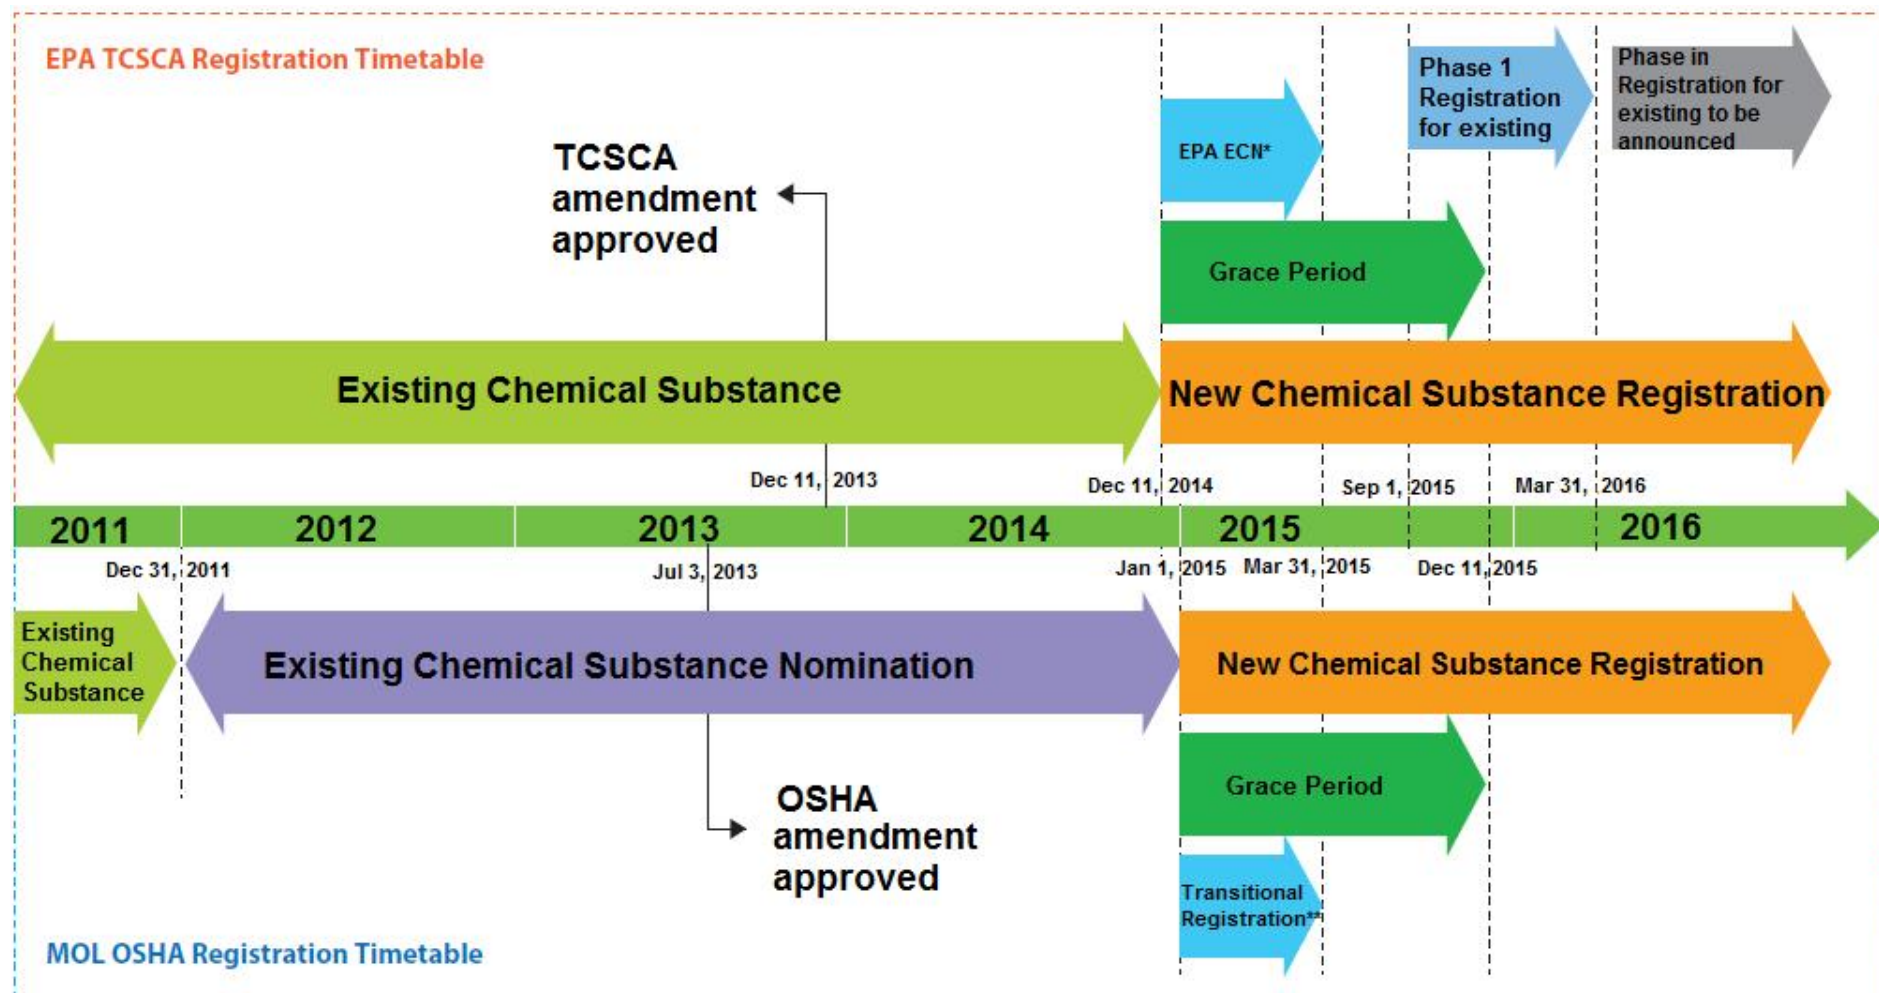 EPA TCSCA Registration Timetable
Phase 1
Registration
for existing
Phase in
Registration for
existing to be
announced
EPA ECN*
TCSCA
amendment
approved
Grace Period
Existing Chemical Substance
New Chemical Substance Registration
Dec 11, 2013
Dec 11, 2014
Sep 1, 2015
Mar 31, 2016
2011
2012
2013
2014
2015
2016
Dec 31, 2011
Jul 3, 2013
Jan 1, 2015
Mar 31, 2015
Dec 11, 2015
Existing
Chemical
Substance
Existing Chemical Substance Nomination
New Chemical Substance Registration
OSHA
amendment
approved
Grace Period
Transitional
Registration**
MOL OSHA Registration Timetable